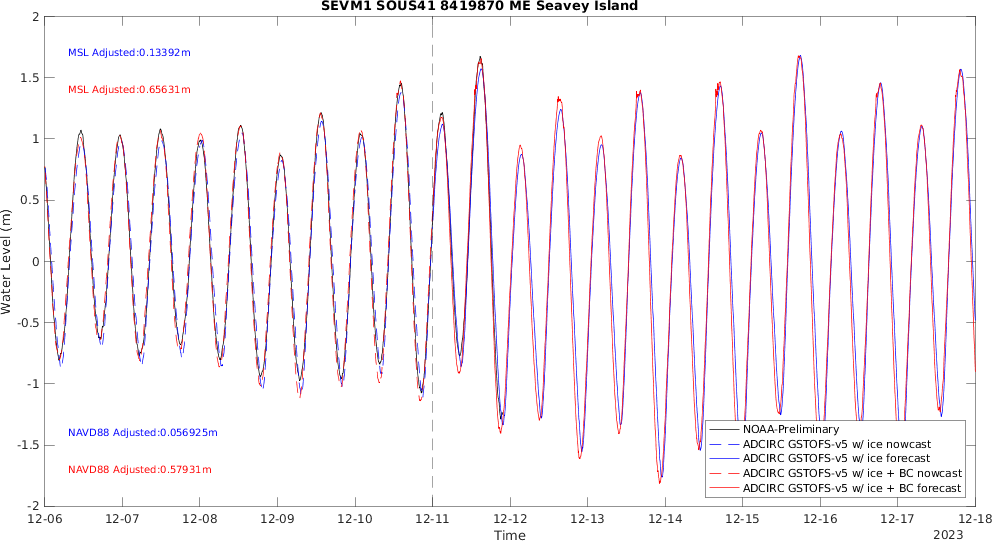 SEVM1 SOUS41 8419870 ME Seavey Island
2
1.5
1
0.5
0
-0.5
-1
-1.5
-2
Water Level (m)
MSL Adjusted:0.13392m
MSL Adjusted:0.65631m
NAVD88 Adjusted:0.056925m
NAVD88 Adjusted:0.57931m
NOAA-Preliminary
ADCIRC GSTOFS-v5 w/ ice nowcast
ADCIRC GSTOFS-v5 w/ ice forecast
ADCIRC GSTOFS-v5 w/ ice + BC nowcast
ADCIRC GSTOFS-v5 w/ ice + BC forecast
12-06 12-07 12-08 12-09 12-10 12-11 12-12 12-13 12-14 12-15 12-16 12-17 12-18
Time
2023